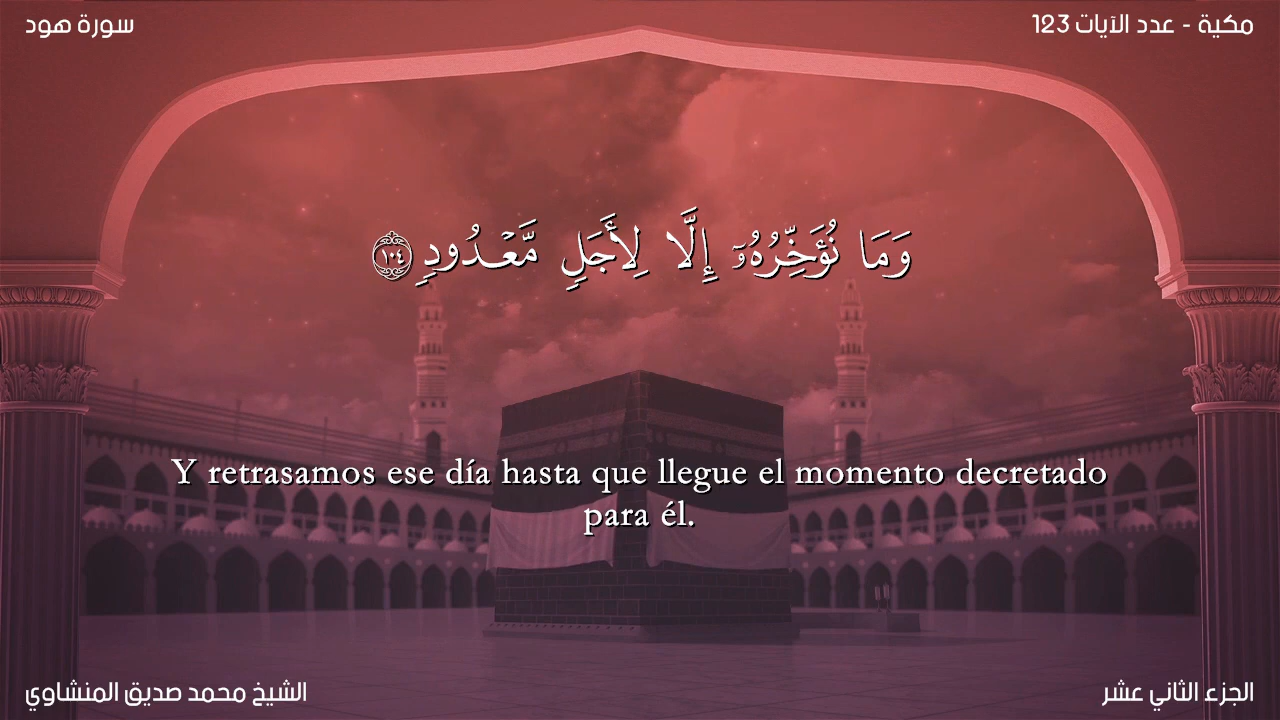 سورة هود
مكية - عدد الآيات 123
وَمَا نُؤَخِّرُهُۥٓ إِلَّا لِأَجَلٍ مَّعْدُودٍ ١٠٤
Y retrasamos ese día hasta que llegue el momento decretado
para él.
الشيخ محمد صديق المنشاوي
الجزء الثاني عشر